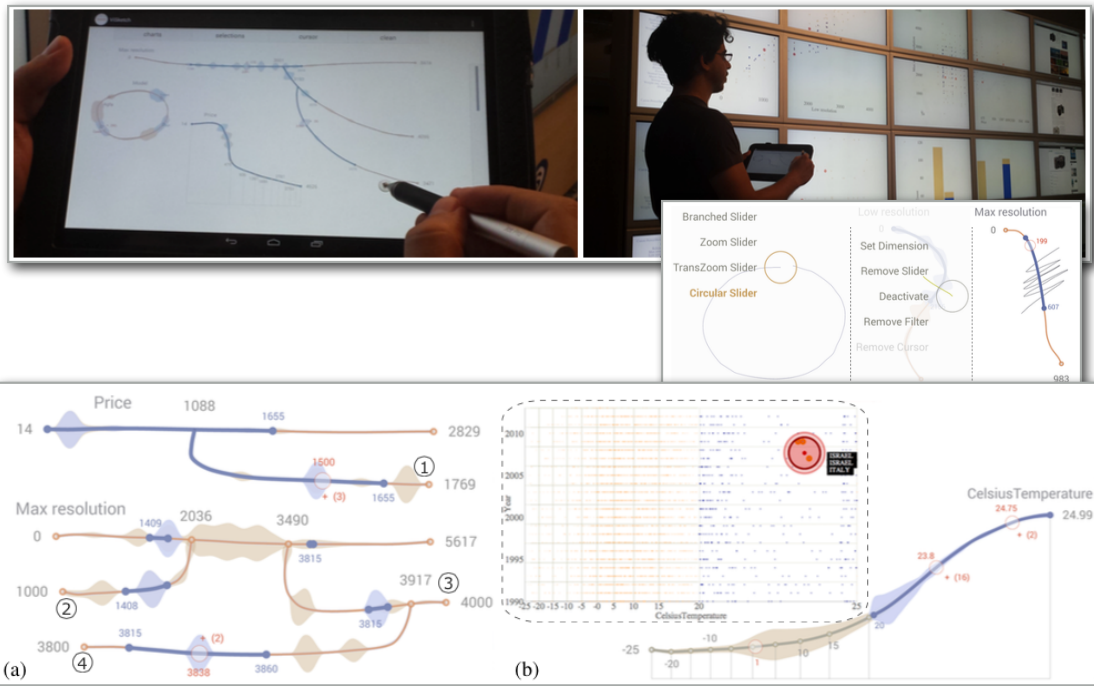 charts
selections
cursor
clean
Max resolution
Price
Branched Slider
Zoom Slider
TransZoom Slider
Circular Slider
Low resolution
0
Set Dimension
Remove Slider
Deactivate
Remove Filter
Remove Cursor
Max resolution
0
199
607
983
Price
1088
14
1655
2829
1500
+ (3)
1655
1769
1
Max resolution
0
1409
2036
3490
3815
5617
1000
2
1408
3815
3917
3
4000
3800
4
3815
+ (2)
3838
3860
(a)
2010
2005
2000
1995
1990
Year
-25 -20 -15 -10 -5 -0 5 10 15 20 25
CelsiusTemperature
ISRAEL
ISRAEL
ITALY
CelsiusTemperature
24.75
24.99
+ (2)
23.8
+ (16)
20
-25
-20
-10
1
10
15
(b)